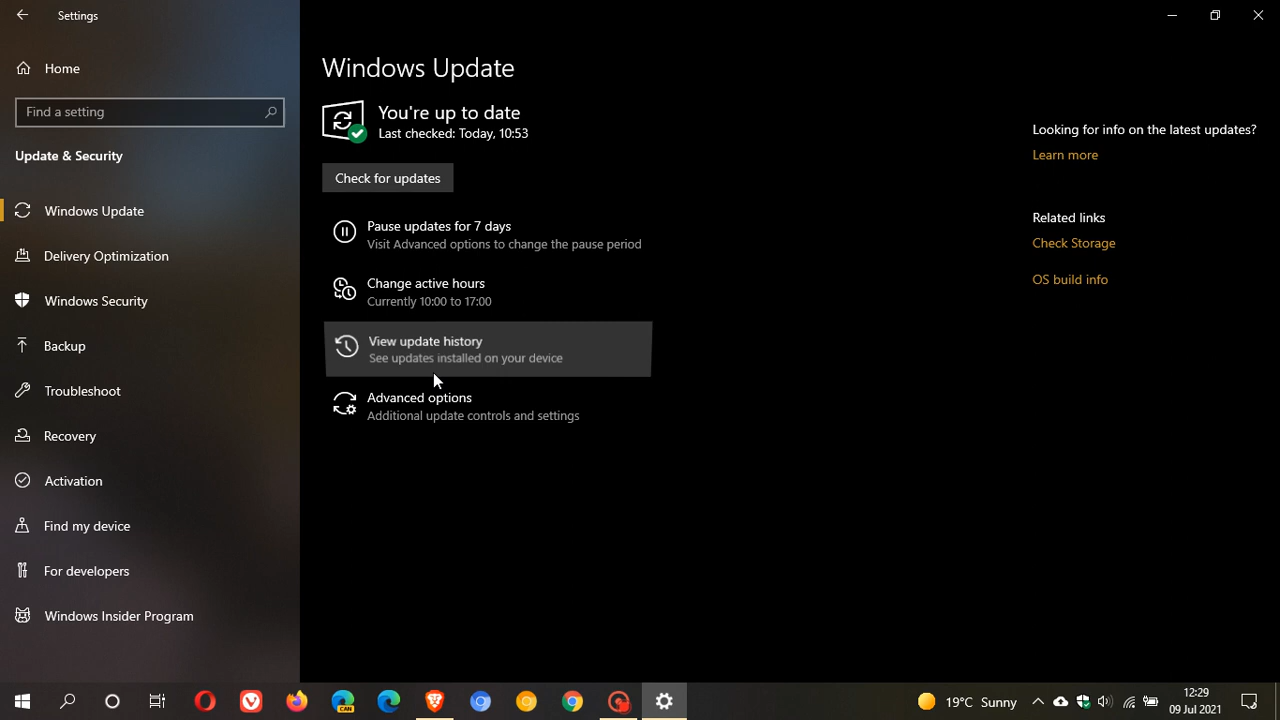 Settings
Home
Find a setting
Update & Security
Windows Update
Delivery Optimization
Windows Security
Backup
Troubleshoot
Recovery
Activation
Find my device
For developers
Windows Insider Program
Windows Update
You're up to date
Last checked: Today, 10:53
Check for updates
Pause updates for 7 days
Visit Advanced options to change the pause period
Change active hours
Currently 10:00 to 17:00
View update history
See updates installed on your device
Advanced options
Additional update controls and settings
Looking for info on the latest updates?
Learn more
Related links
Check Storage
OS build info
CAN
19°C Sunny
12:29
09 Jul 2021